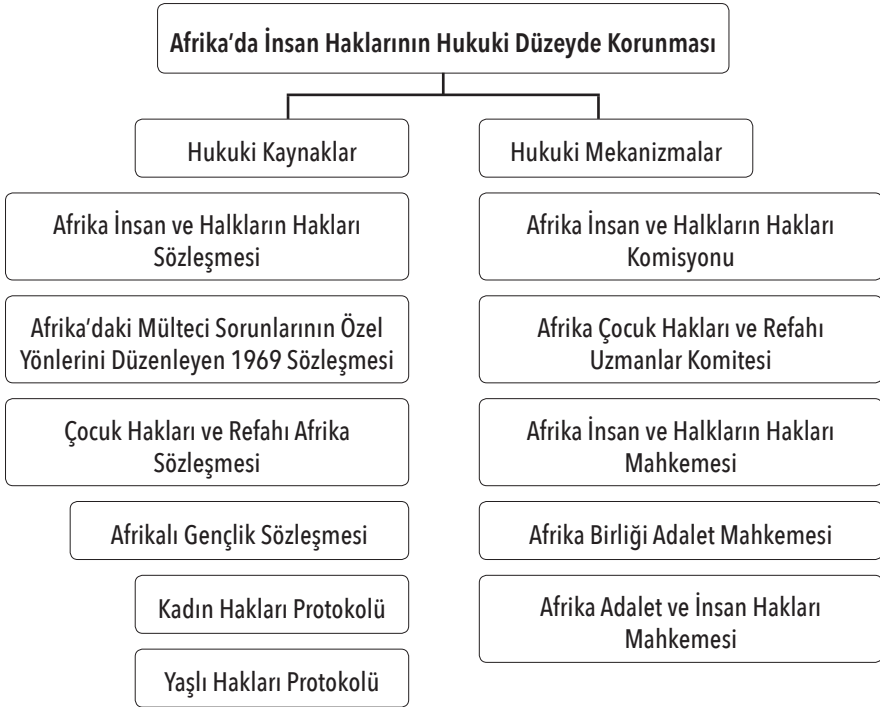 Afrika'da İnsan Haklarının Hukuki Düzeyde Korunması
Hukuki Kaynaklar
Afrika İnsan ve Halkların Hakları
Sözleşmesi
Afrika'daki Mülteci Sorunlarının Özel
Yönlerini Düzenleyen 1969 Sözleşmesi
Çocuk Hakları ve Refahı Afrika
Sözleşmesi
Afrikalı Gençlik Sözleşmesi
Kadın Hakları Protokolü
Yaşlı Hakları Protokolü
Hukuki Mekanizmalar
Afrika İnsan ve Halkların Hakları
Komisyonu
Afrika Çocuk Hakları ve Refahı
Uzmanlar Komitesi
Afrika İnsan ve Halkların Hakları
Mahkemesi
Afrika Birliği Adalet Mahkemesi
Afrika Adalet ve İnsan Hakları
Mahkemesi